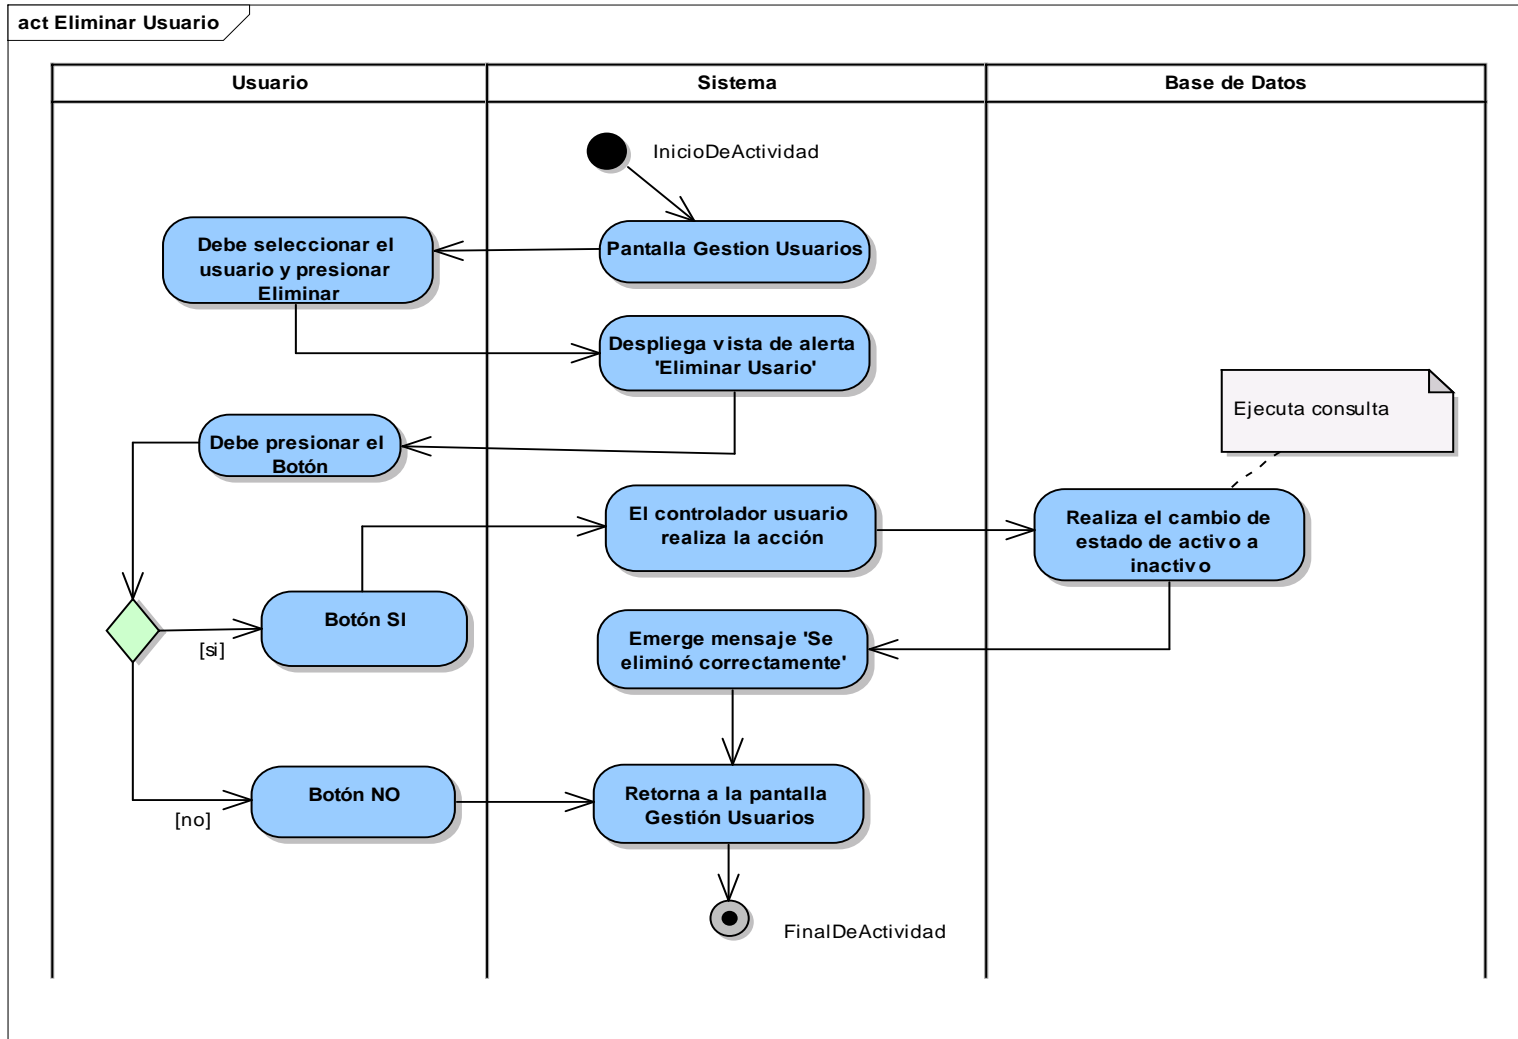 act Eliminar Usuario
Usuario
Sistema
Base de Datos
InicioDeActividad
Debe seleccionar el
usuario y presionar
Eliminar
Pantalla Gestion Usuarios
Despliega vista de alerta
'Eliminar Usario'
Ejecuta consulta
Debe presionar el
Botón
El controlador usuario
realiza la acción
Realiza el cambio de
estado de activo a
inactivo
Botón SI
[si]
Emerge mensaje 'Se
eliminó correctamente'
Botón NO
[no]
Retorna a la pantalla
Gestión Usuarios
FinalDeActividad